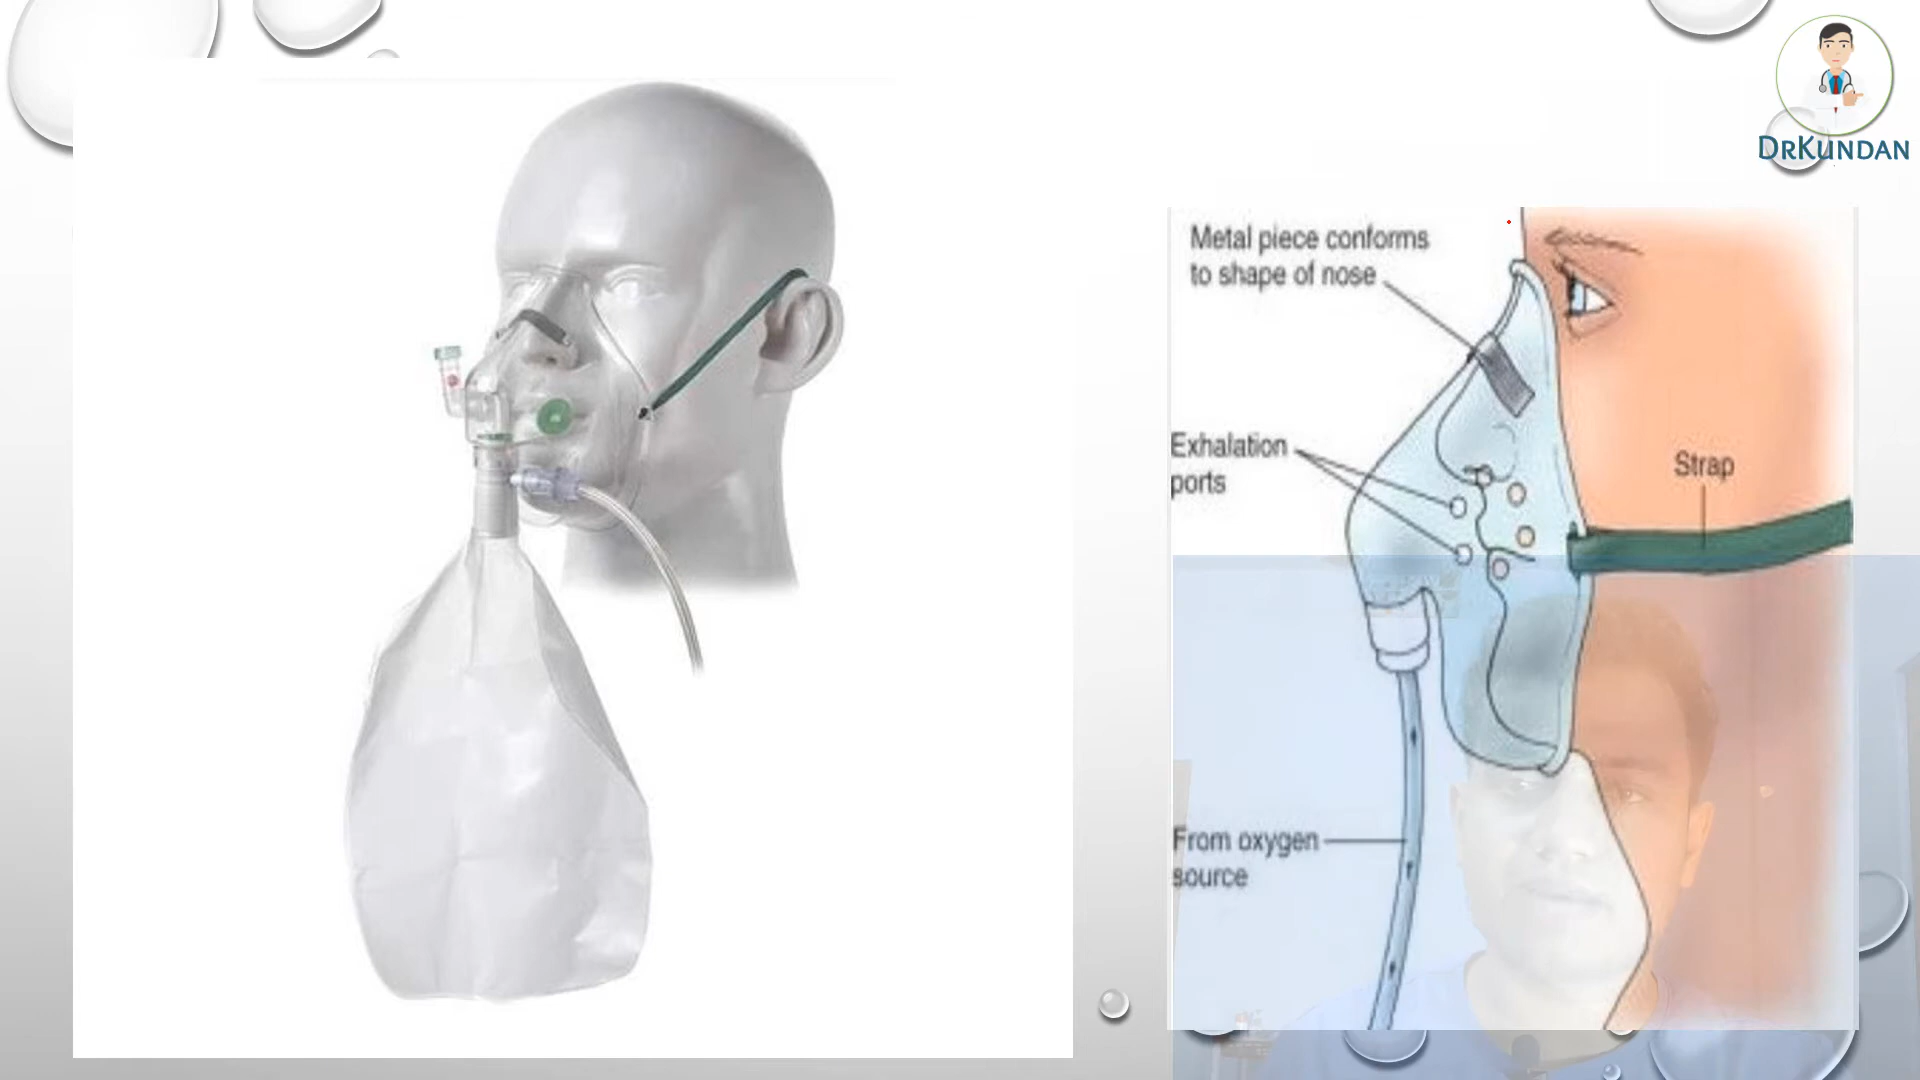 DRKUNDAN
Metal piece conforms
to shape of nose
Exhalation
ports
Strap
From oxygen
source